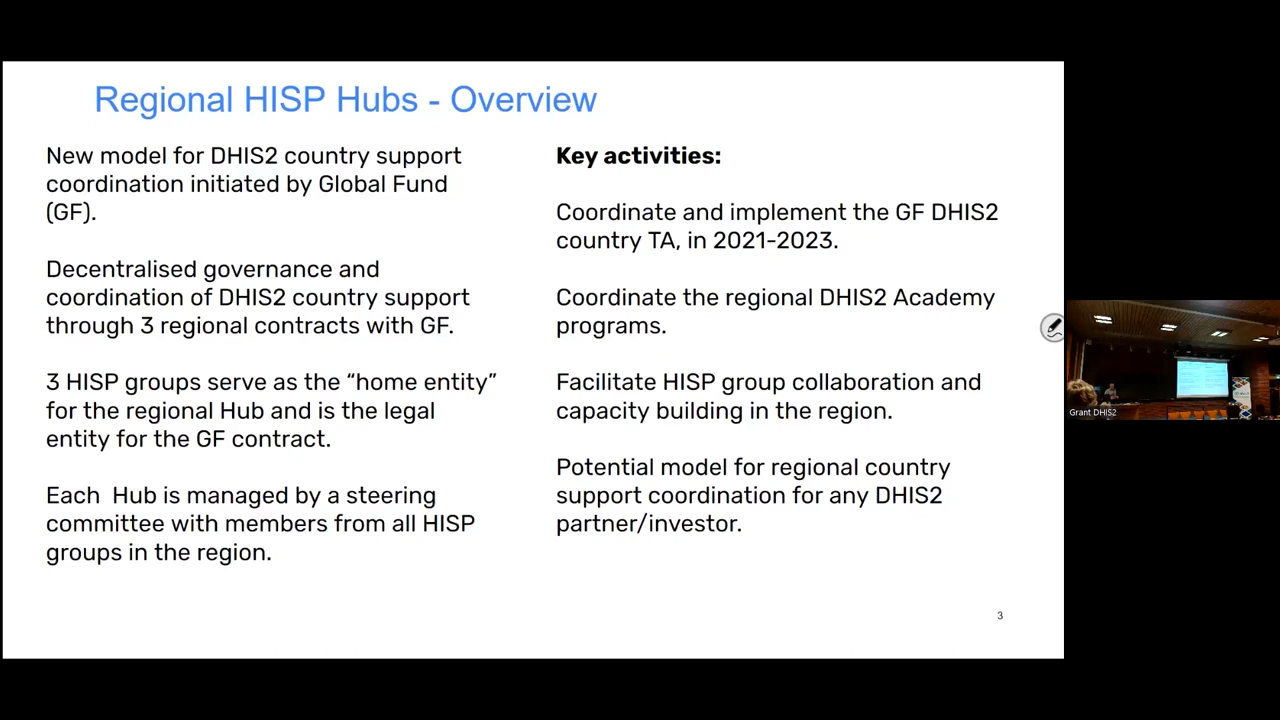 Regional HISP Hubs - Overview
New model for DHIS2 country support
coordination initiated by Global Fund
(GF).
Decentralised governance and
coordination of DHIS2 country support
through 3 regional contracts with GF.
3 HISP groups serve as the “home entity”
for the regional Hub and is the legal
entity for the GF contract.
Each  Hub is managed by a steering
committee with members from all HISP
groups in the region.
Key activities:
Coordinate and implement the GF DHIS2
country TA, in 2021-2023.
Coordinate the regional DHIS2 Academy
programs.
Facilitate HISP group collaboration and
capacity building in the region.
Potential model for regional country
support coordination for any DHIS2
partner/investor.
3
Grant DHIS2